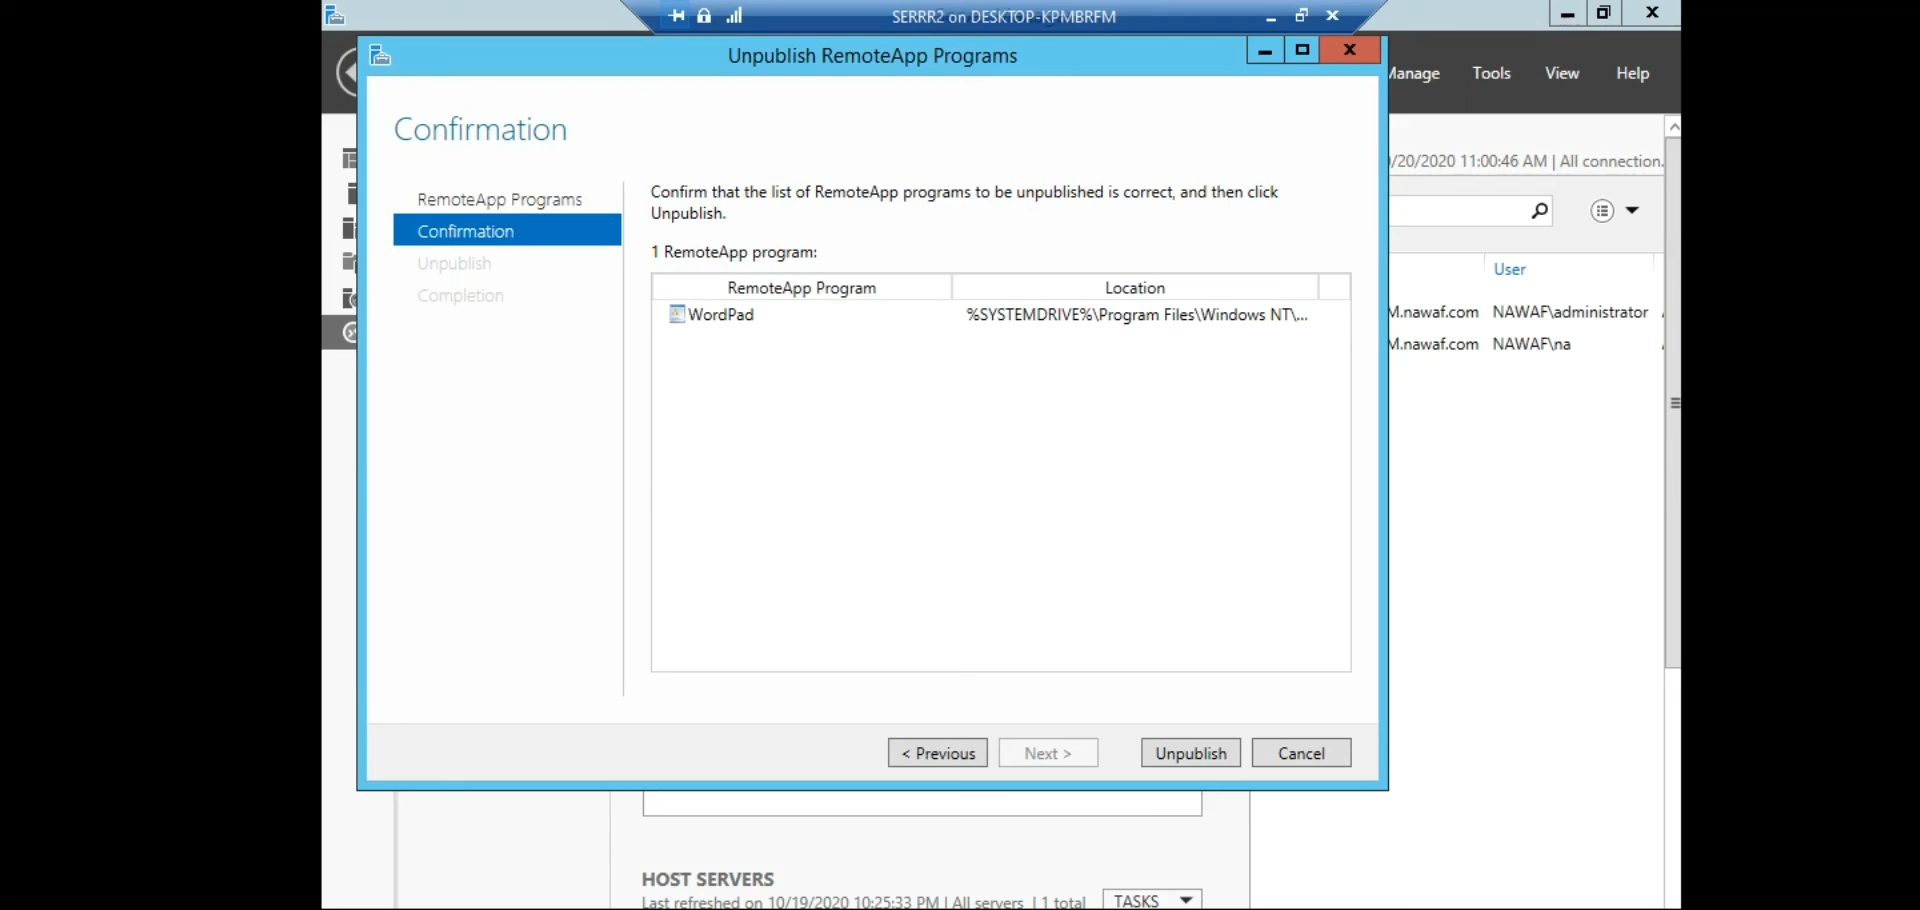 SERRR2 on DESKTOP-KPMBRFM
Unpublish RemoteApp Programs
Manage Tools View Help
Confirmation
/20/2020 11:00:46 AM | All connection.
RemoteApp Programs
Confirmation
Unpublish
Completion
Confirm that the list of RemoteApp programs to be unpublished is correct, and then click
Unpublish.
1 RemoteApp program:
RemoteApp Program Location
WordPad %SYSTEMDRIVE%\Program Files\Windows NT\...
User
M.nawaf.com NAWAF\administrator
M.nawaf.com NAWAF\na
< Previous Next > Unpublish Cancel
HOST SERVERS
Last refreshed on 10/19/2020 10:25:33 PM | All servers | 1 total TASKS